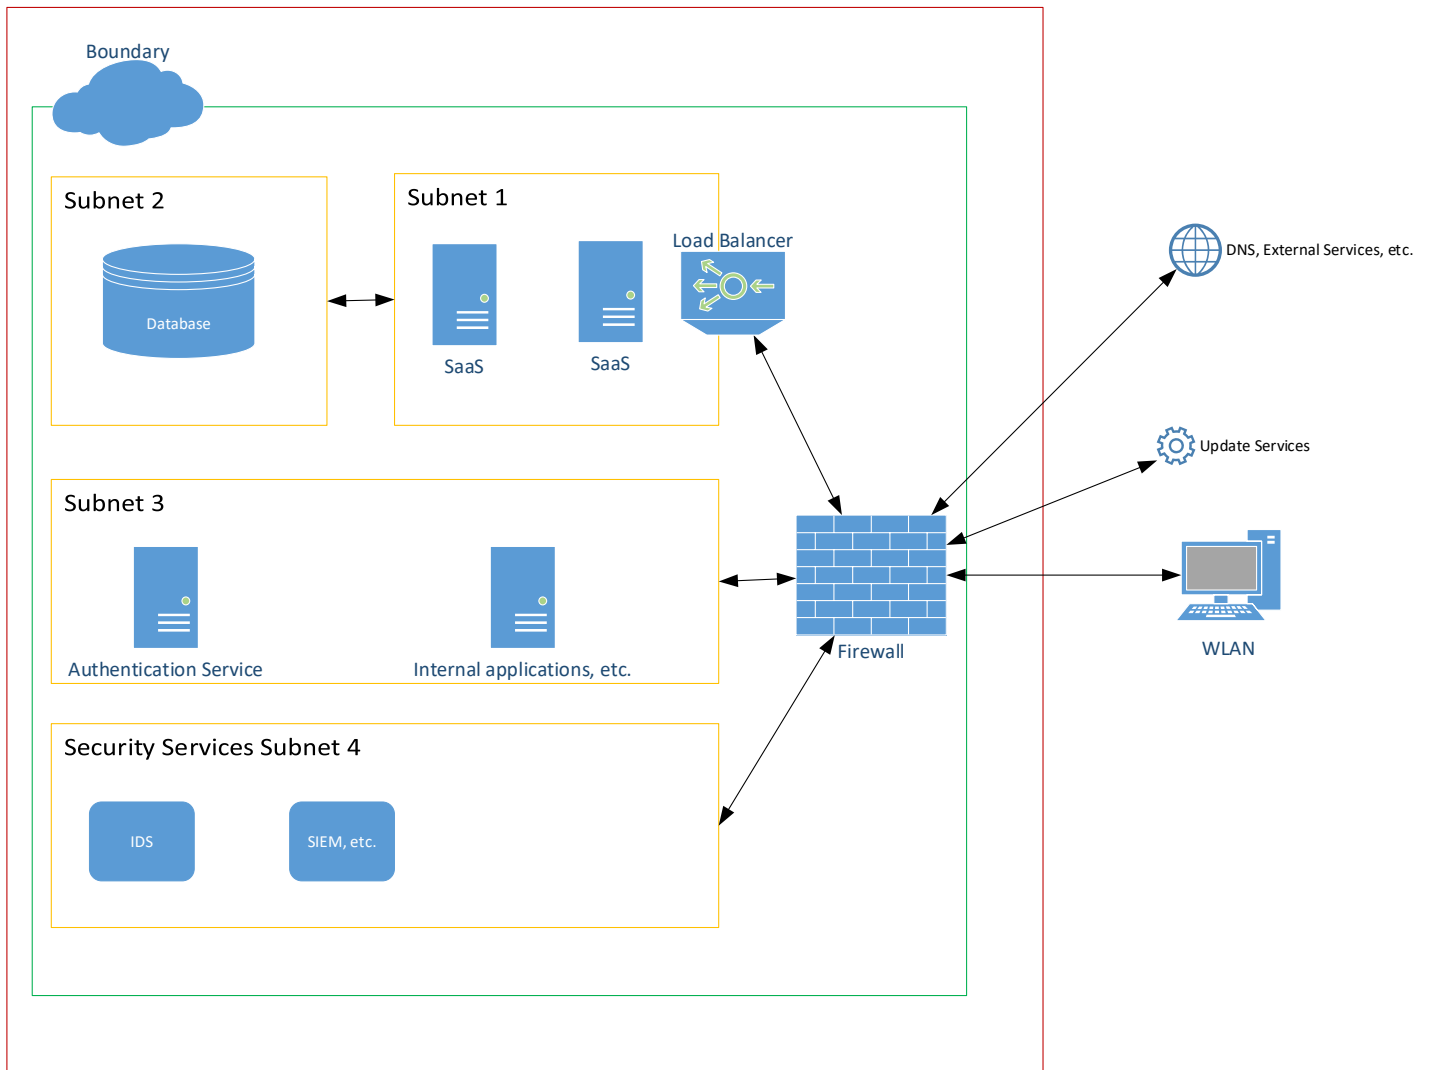 Boundary
Subnet 2
Database
Subnet 1
SaaS
SaaS
Load Balancer
DNS, External Services, etc.
Update Services
WLAN
Firewall
Subnet 3
Authentication Service
Internal applications, etc.
Security Services Subnet 4
IDS
SIEM, etc.